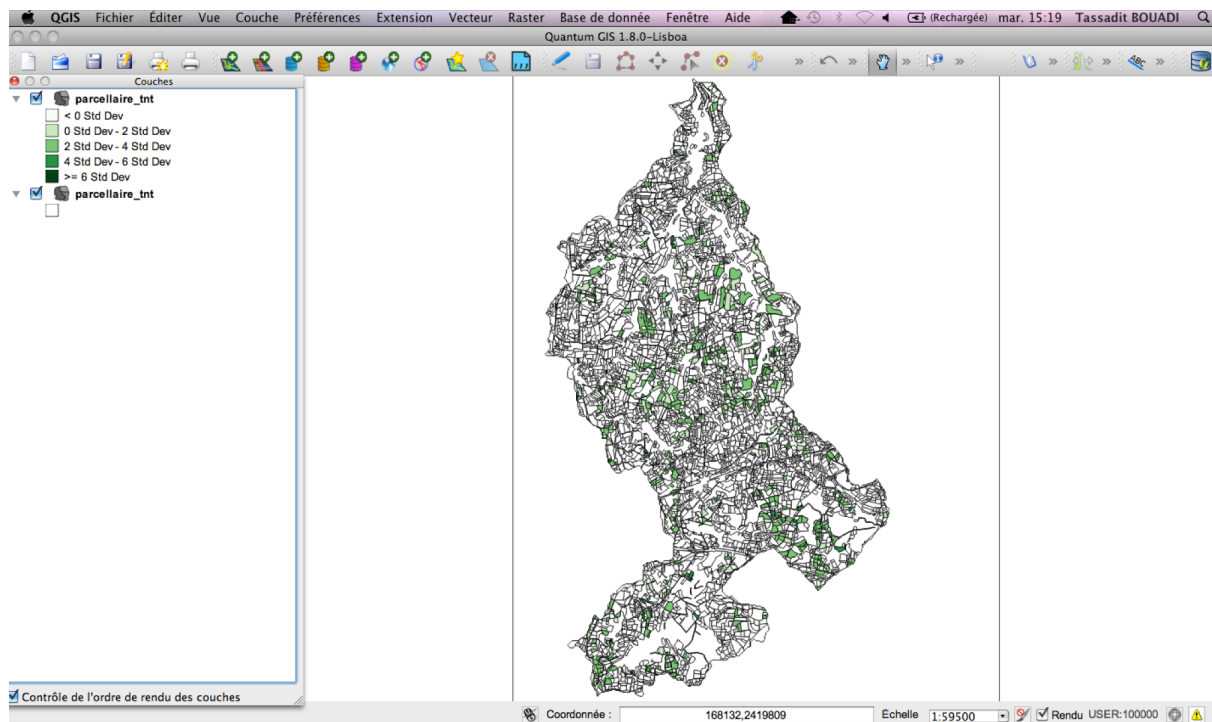 QGIS Fichier Éditer Vue Couche Préférences Extension Vecteur Raster Base de donnée Fenêtre Aide (Rechargée) mar. 15:19 Tassadit BOUADI
Quantum GIS 1.8.0-Lisboa
Couches
parcellaire_tnt
< 0 Std Dev
0 Std Dev - 2 Std Dev
2 Std Dev - 4 Std Dev
4 Std Dev - 6 Std Dev
>= 6 Std Dev
parcellaire_tnt
Contrôle de l'ordre de rendu des couches
Coordonnée : 168132,2419809 Échelle 1:59500 Rendu USER:100000